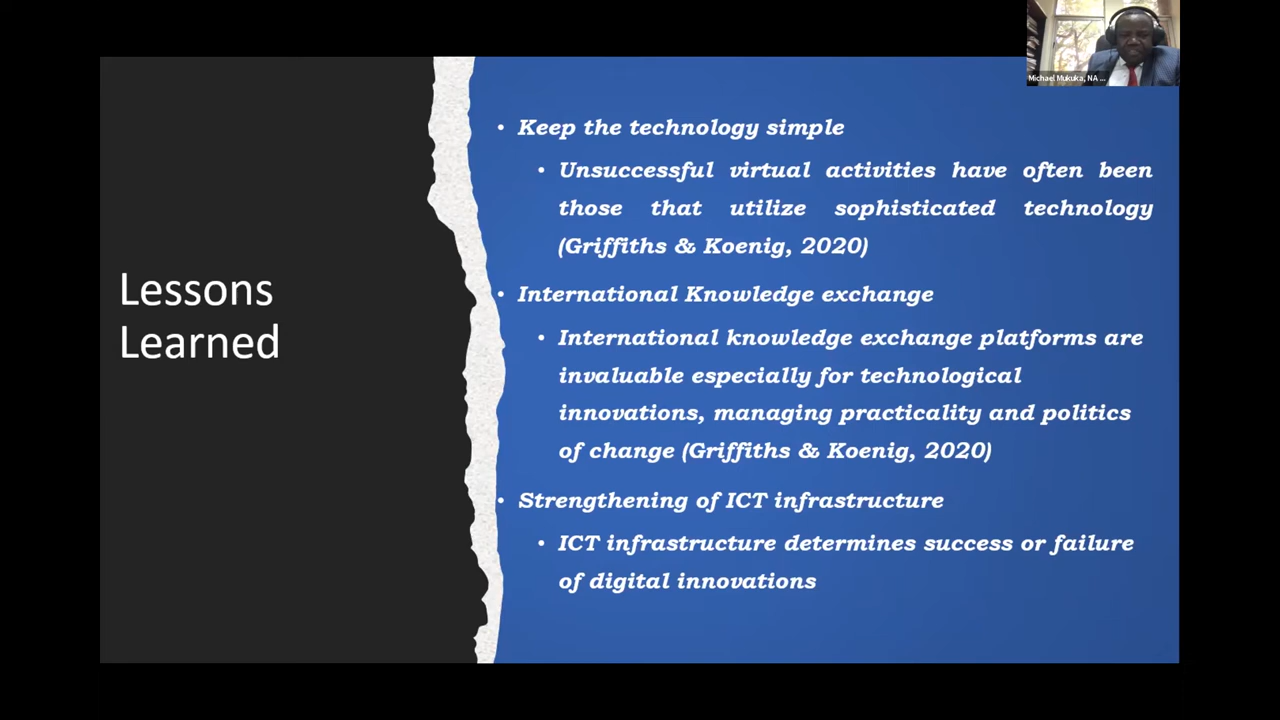 Michael Mukuka, NA ...
Lessons
Learned
• Keep the technology simple
• Unsuccessful virtual activities have often been
those that utilize sophisticated technology
(Griffiths & Koenig, 2020)
• International Knowledge exchange
• International knowledge exchange platforms are
invaluable especially for technological
innovations, managing practicality and politics
of change (Griffiths & Koenig, 2020)
• Strengthening of ICT infrastructure
• ICT infrastructure determines success or failure
of digital innovations